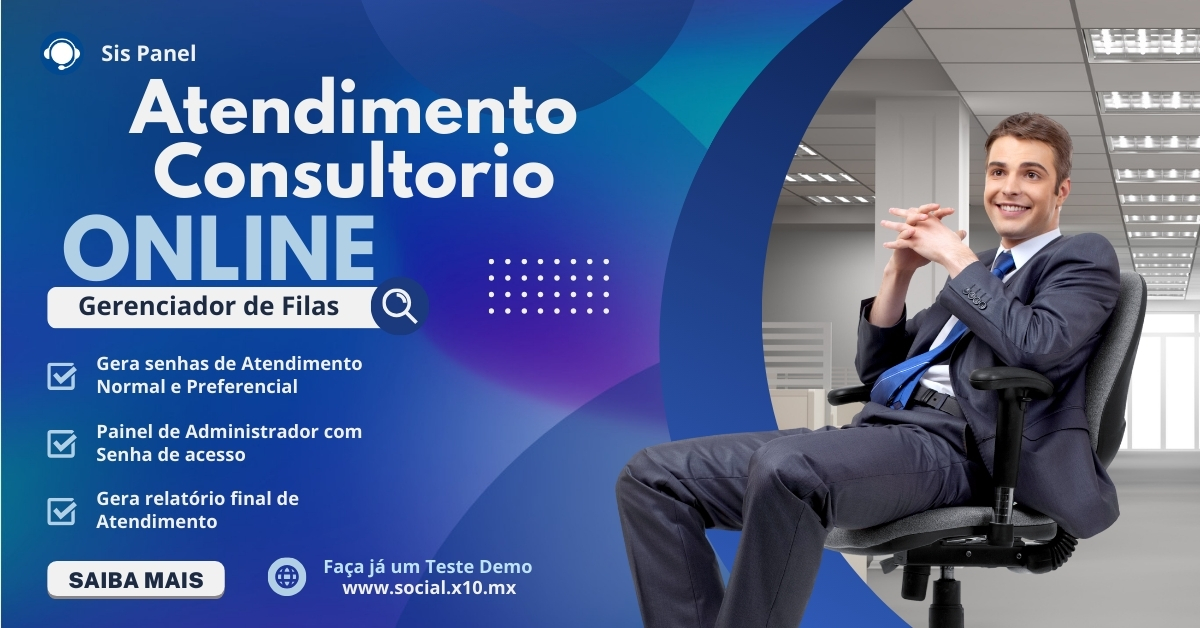 Sis Panel
Atendimento
Consultorio
ONLINE
Gerenciador de Filas
Gera senhas de Atendimento
Normal e Preferencial
Painel de Administrador com
Senha de acesso
Gera relatório final de
Atendimento
SAIBA MAIS
Faça já um Teste Demo
www.social.x10.mx